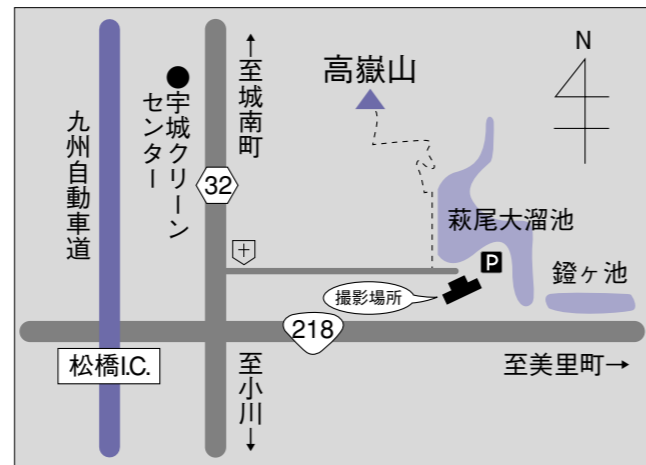 九州自動車道
●宇城クリーン
センター
↑至城南町
32
高嶽山
N
萩尾大溜池
P
鐙ヶ池
撮影場所
218
松橋I.C.
至小川↓
至美里町→